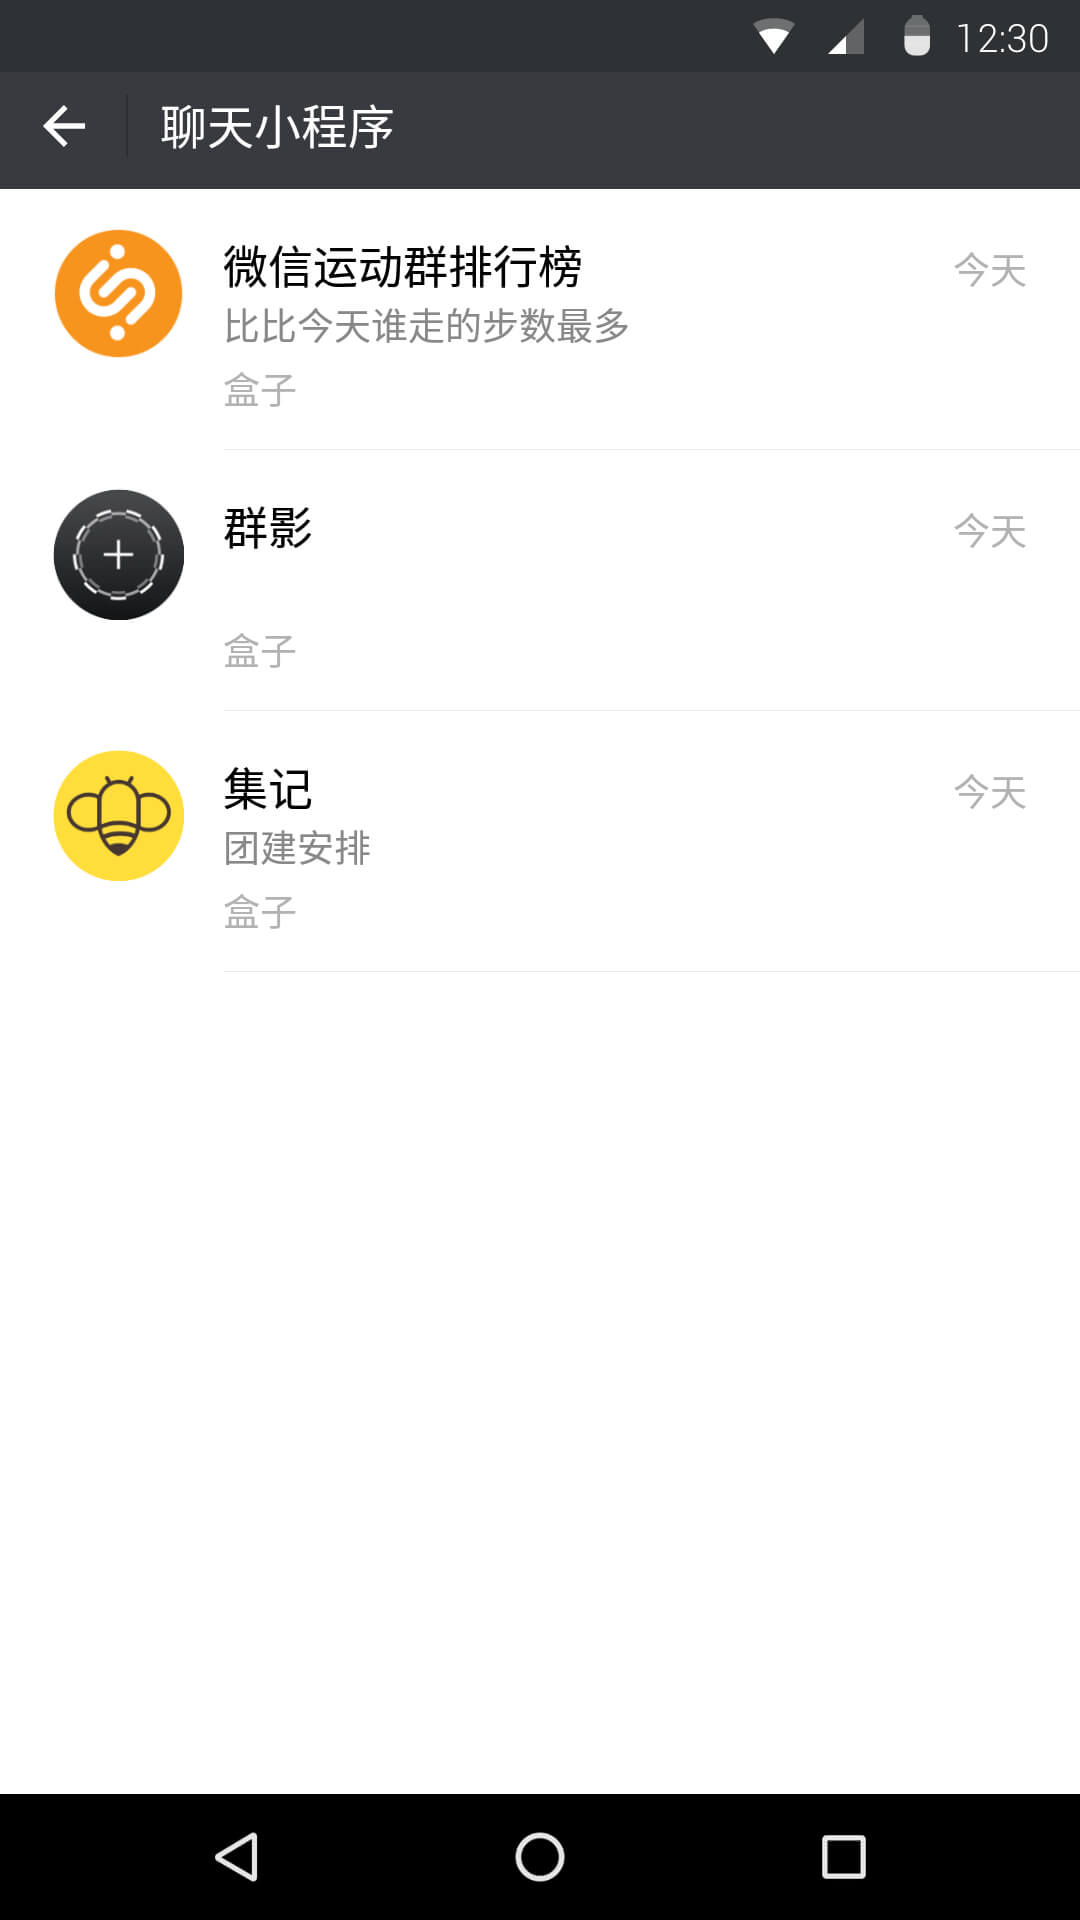 12:30
聊天小程序
微信运动群排行榜
今天
比比今天谁走的步数最多
盒子
群影
今天
盒子
集记
今天
团建安排
盒子